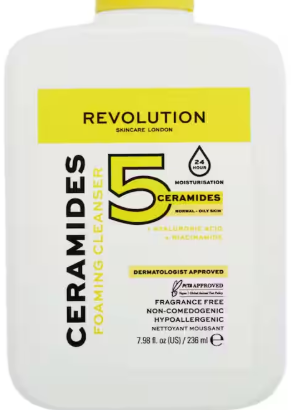 REVOLUTION
SKINCARE LONDON
CERAMIDES
FOAMING CLEANSER
24
HOUR
MOISTURISATION
5
CERAMIDES
NORMAL - OILY SKIN
+ HYALURONIC ACID
+ NIACINAMIDE
DERMATOLOGIST APPROVED
PETA APPROVED
FRAGRANCE FREE
NON-COMEDOGENIC
HYPOALLERGENIC
NETTOYANT MOUSSANT
7.98 fl.oz (US) / 236 ml ℮